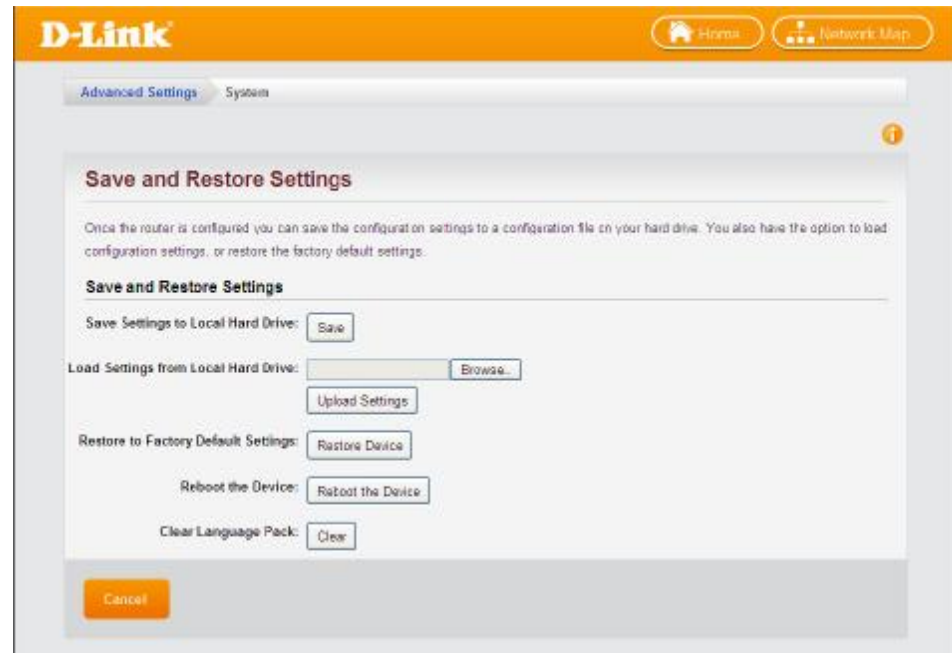 D-Link
Home
Network Map
Advanced Settings
System
Save and Restore Settings
Once the router is configured you can save the configuration settings to a configuration file on your hard drive. You also have the option to load
configuration settings, or restore the factory default settings.
Save and Restore Settings
Save Settings to Local Hard Drive:
Save
Load Settings from Local Hard Drive:
Browse..
Upload Settings
Restore to Factory Default Settings:
Restore Device
Reboot the Device:
Reboot the Device
Clear Language Pack:
Clear
Cancel